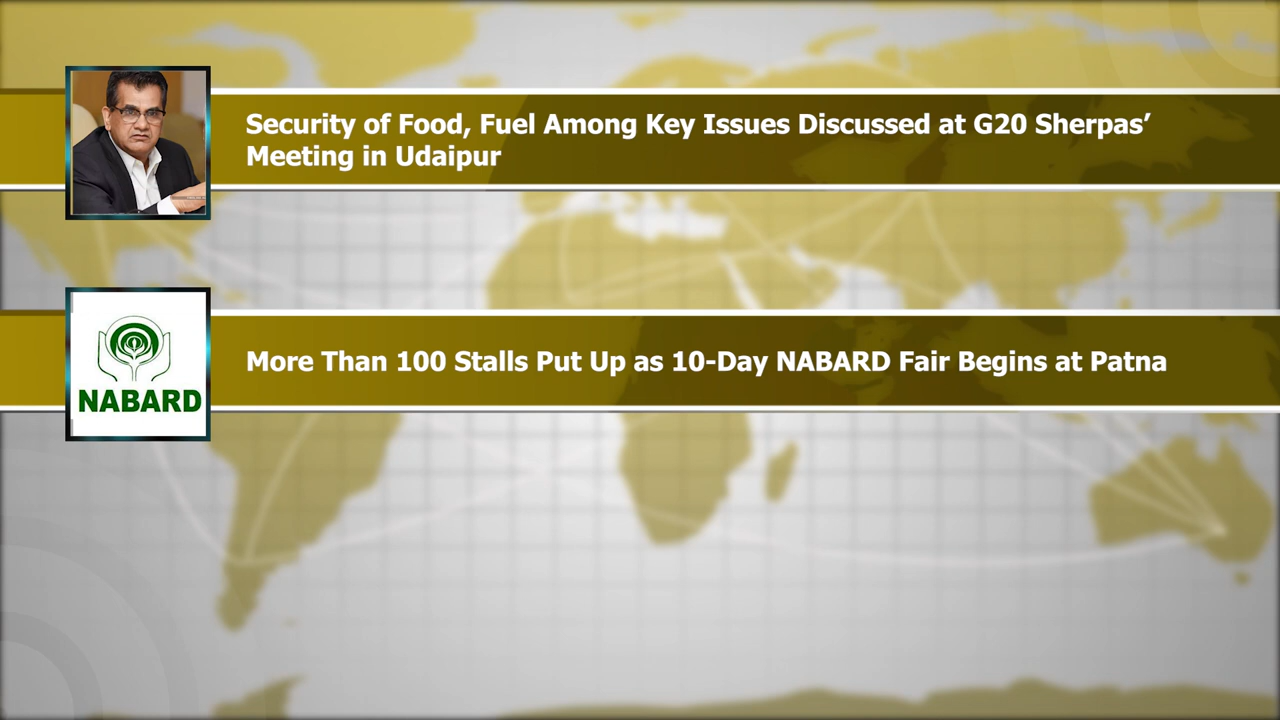 Security of Food, Fuel Among Key Issues Discussed at G20 Sherpas’
Meeting in Udaipur
NABARD
More Than 100 Stalls Put Up as 10-Day NABARD Fair Begins at Patna